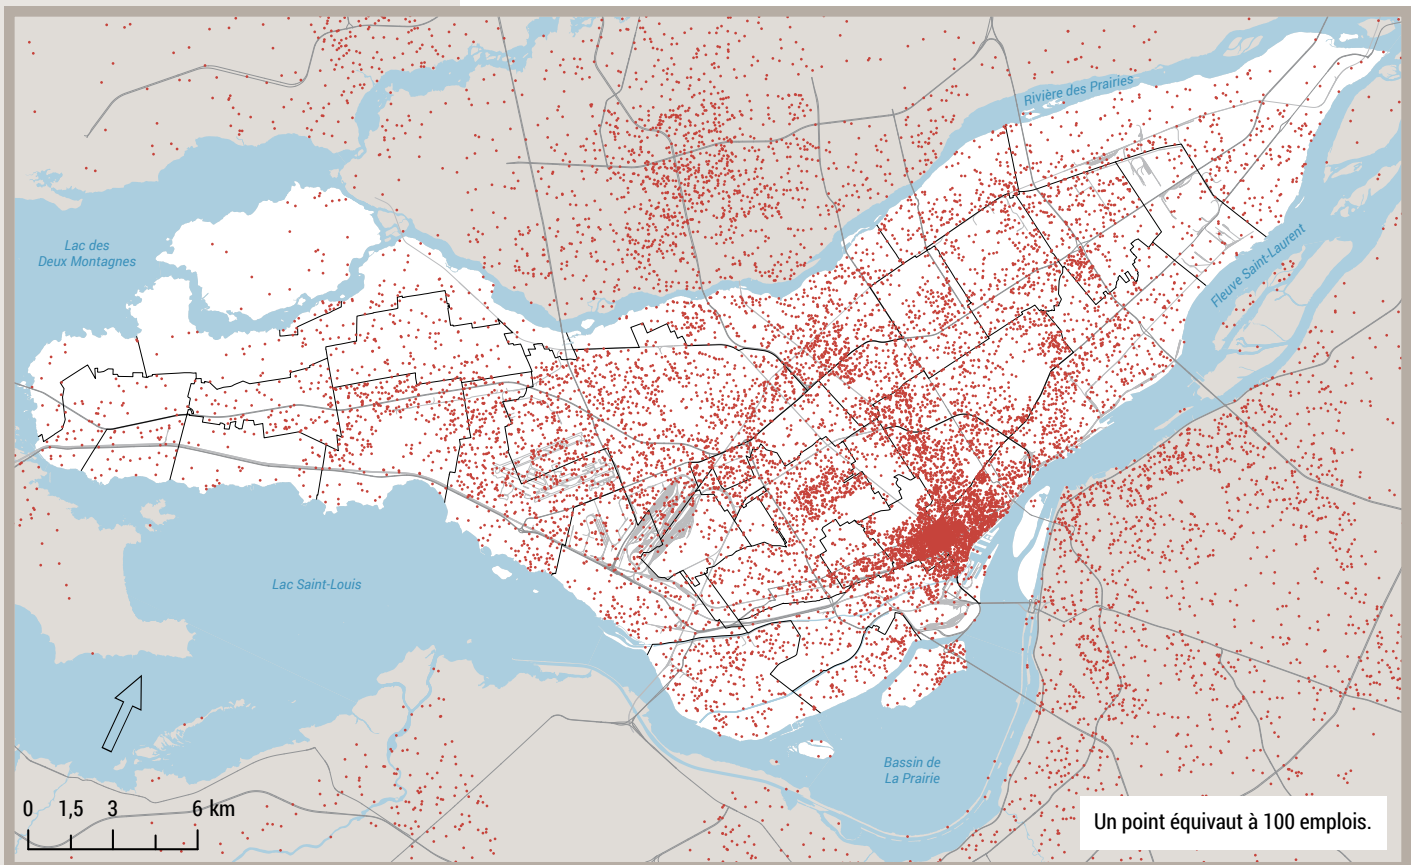 Rivière des Prairies
Lac des
Deux Montagnes
Fleuve Saint-Laurent
Lac Saint-Louis
Bassin de
La Prairie
0 1,5 3 6 km
Un point équivaut à 100 emplois.